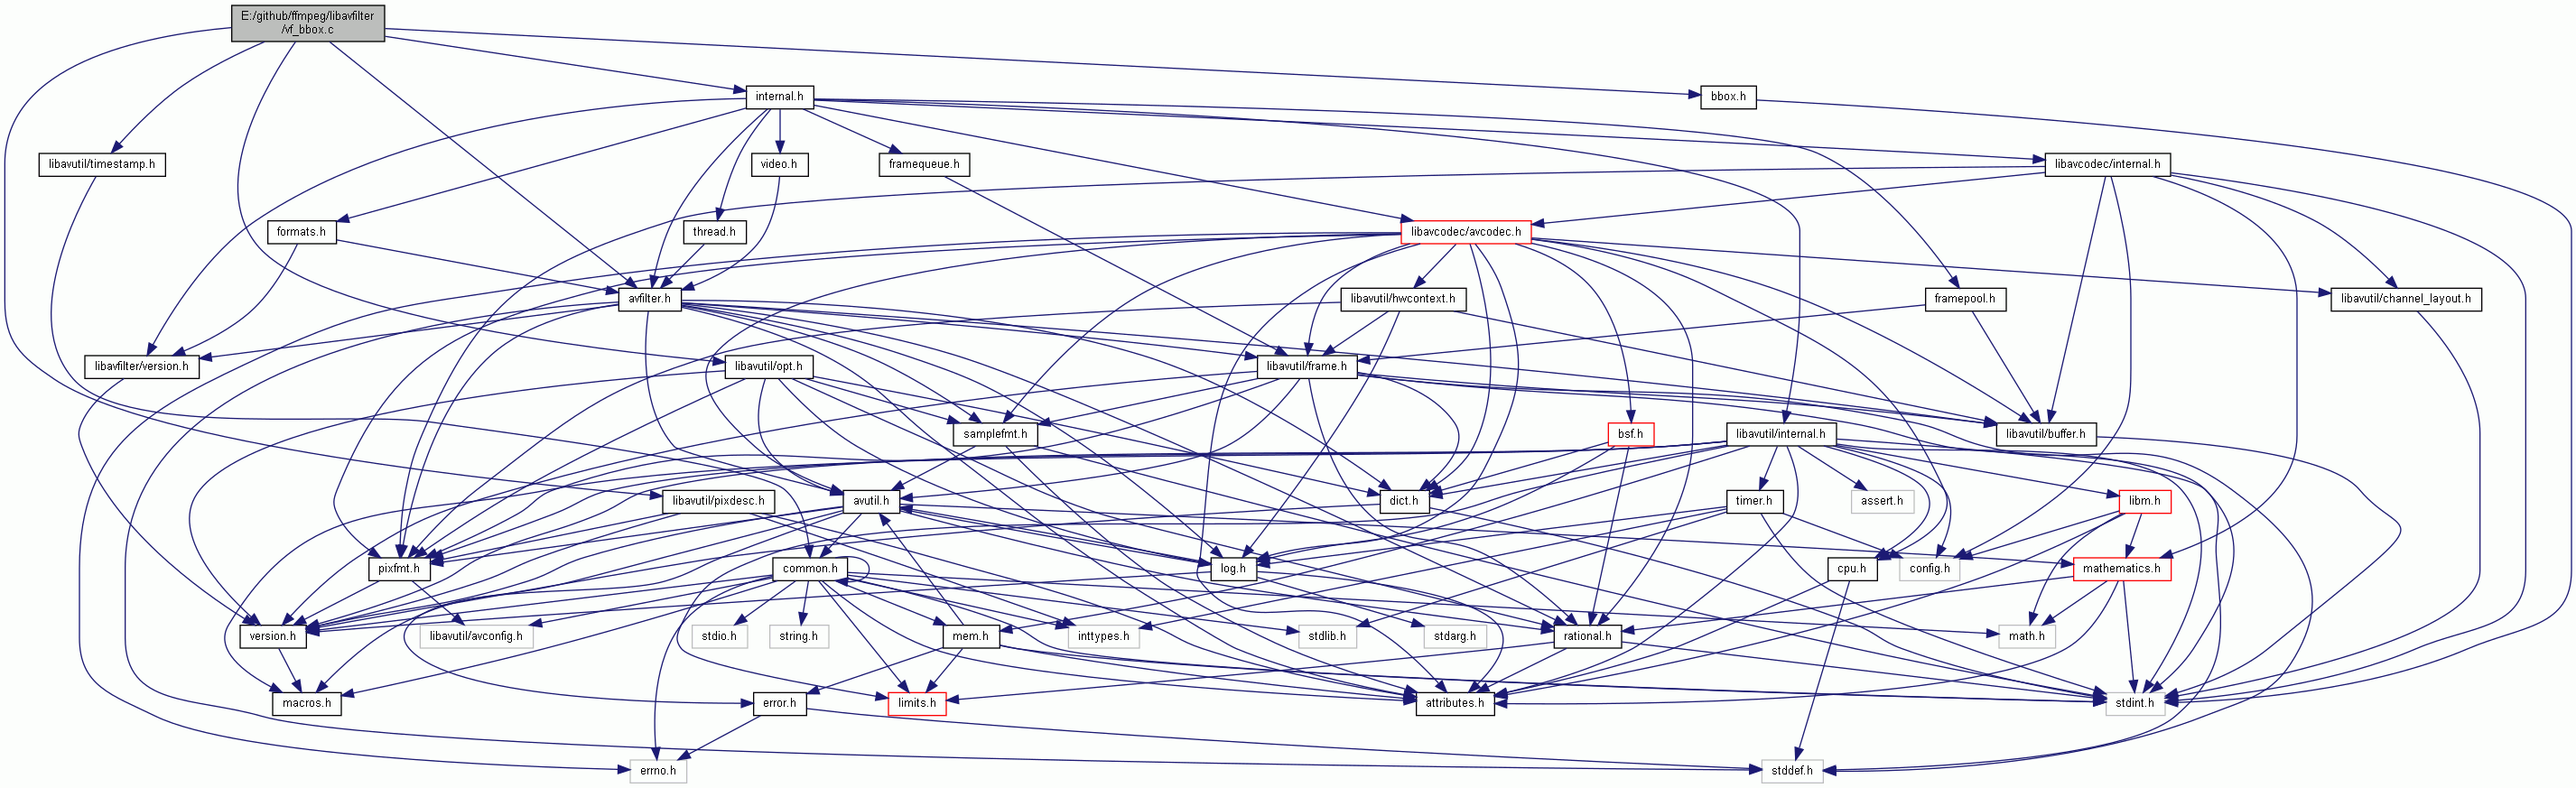 E:/github/ffmpeg/libavfilter
/vf_bbox.c
internal.h
bbox.h
libavutil/timestamp.h
video.h
framequeue.h
libavcodec/internal.h
formats.h
thread.h
libavcodec/avcodec.h
avfilter.h
libavutil/hwcontext.h
framepool.h
libavutil/channel_layout.h
libavfilter/version.h
libavutil/opt.h
libavutil/frame.h
samplefmt.h
bsf.h
libavutil/internal.h
libavutil/buffer.h
libavutil/pixdesc.h
avutil.h
dict.h
timer.h
assert.h
libm.h
pixfmt.h
common.h
log.h
cpu.h
config.h
mathematics.h
version.h
libavutil/avconfig.h
stdio.h
string.h
mem.h
inttypes.h
stdlib.h
stdarg.h
rational.h
math.h
macros.h
error.h
limits.h
attributes.h
stdint.h
errno.h
stddef.h